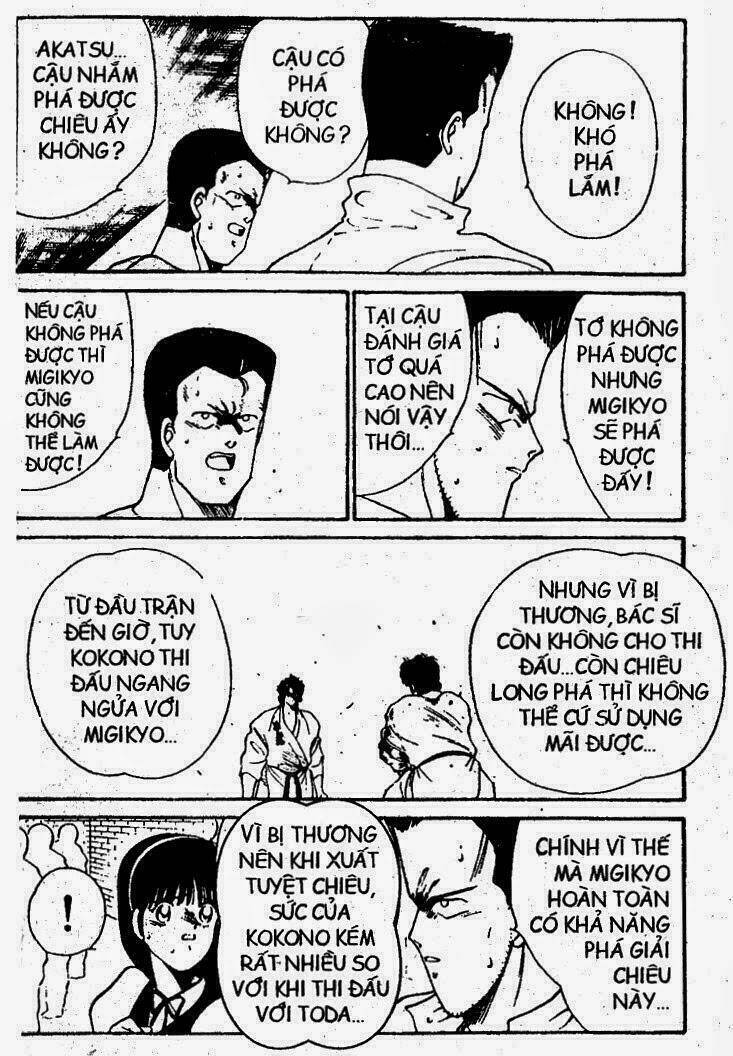 AKATSU...
CẬU NHẮM
PHÁ ĐƯỢC
CHIÊU ẤY
KHÔNG?
CẬU CÓ
PHÁ
ĐƯỢC
KHÔNG?
KHÔNG!
KHÓ
PHÁ
LẮM!
NẾU CẬU
KHÔNG PHÁ
ĐƯỢC THÌ
MIGIKYO
CŨNG
KHÔNG
THỂ LÀM
ĐƯỢC!
TẠI CẬU
ĐÁNH GIÁ
TỚ QUÁ
CAO NÊN
NÓI VẬY
THÔI...
TỚ KHÔNG
PHÁ ĐƯỢC
NHƯNG
MIGIKYO
SẼ PHÁ
ĐƯỢC
ĐẤY!
TỪ ĐẦU TRẬN
ĐẾN GIỜ, TUY
KOKONO THI
ĐẤU NGANG
NGỬA VỚI
MIGIKYO...
NHƯNG VÌ BỊ
THƯƠNG, BÁC SĨ
CÒN KHÔNG CHO THI
ĐẤU...CÒN CHIÊU
LONG PHÁ THÌ KHÔNG
THỂ CỨ SỬ DỤNG
MÃI ĐƯỢC...
!
VÌ BỊ THƯƠNG
NÊN KHI XUẤT
TUYỆT CHIÊU,
SỨC CỦA
KOKONO KÉM
RẤT NHIỀU SO
VỚI KHI THI ĐẤU
VỚI TODA...
CHÍNH VÌ THẾ
MÀ MIGIKYO
HOÀN TOÀN
CÓ KHẢ NĂNG
PHÁ GIẢI
CHIÊU
NÀY...